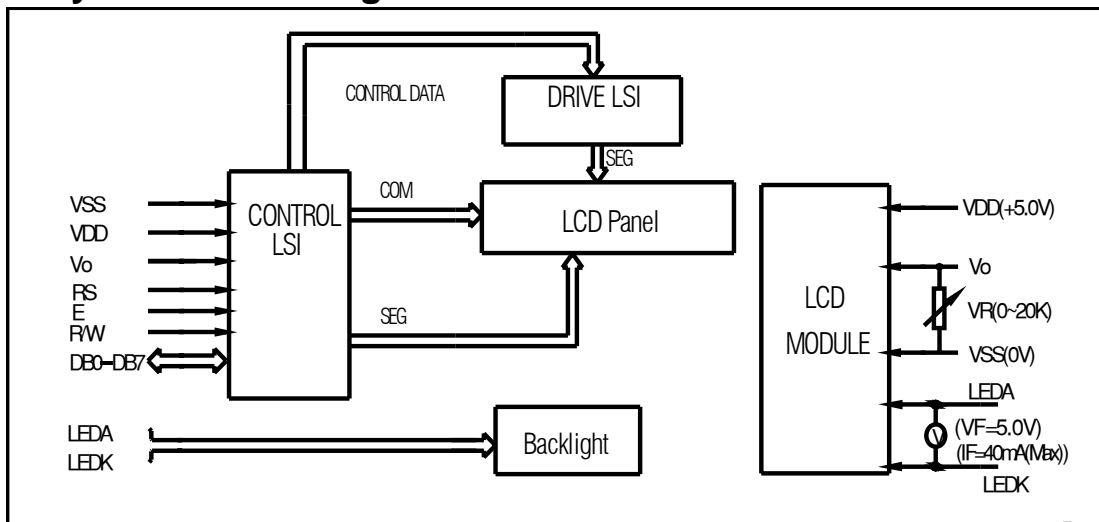 CONTROL DATA
DRIVE LSI
SEG
COM
LCD Panel
CONTROL
LSI
SEG
VSS
VDD
Vo
RS
E
R/W
DB0-DB7
LEDA
LEDK
Backlight
LCD
MODULE
VDD(+5.0V)
Vo
VR(0~20K)
VSS(0V)
LEDA
V
(VF=5.0V)
(IF=40mA(Max))
LEDK